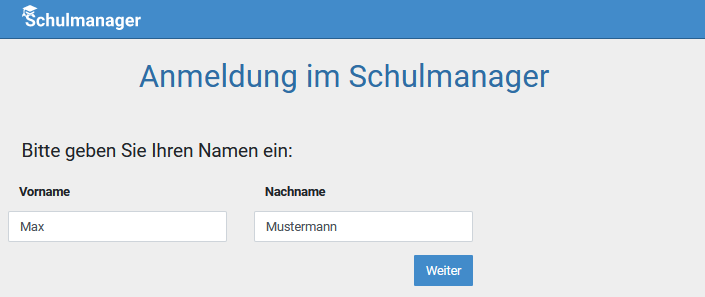 Schulmanager
Anmeldung im Schulmanager
Bitte geben Sie Ihren Namen ein:
Vorname Nachname
Max Mustermann
Weiter